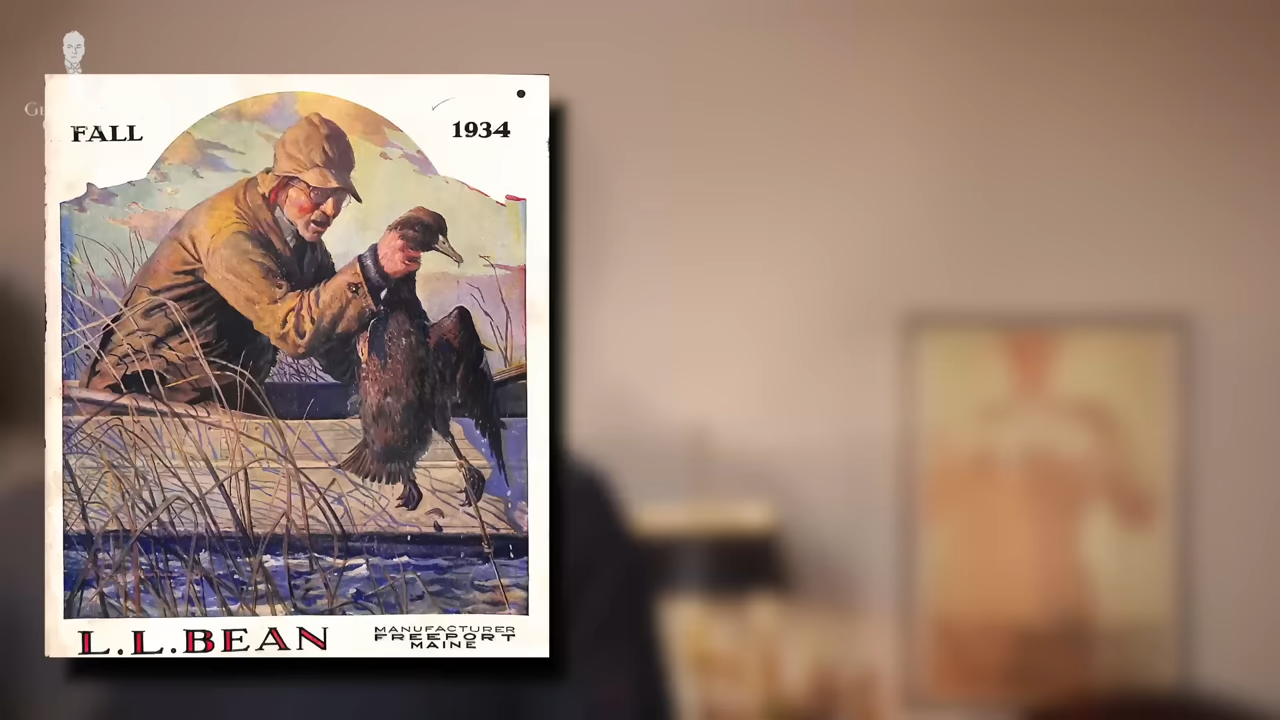 FALL
1934
L.L.BEAN
MANUFACTURER
FREEPORT
MAINE